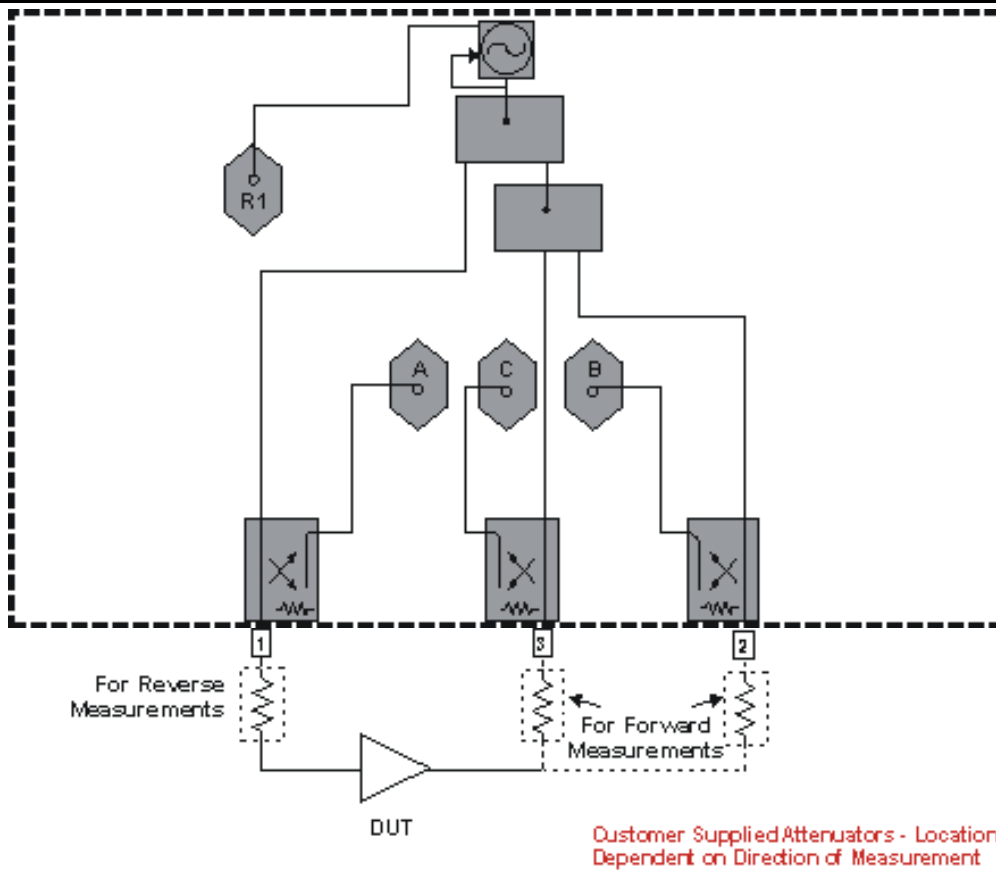 R1
A
C
B
1
3
2
For Reverse
Measurements
For Forward
Measurements
DUT
Customer Supplied Attenuators - Location
Dependent on Direction of Measurement